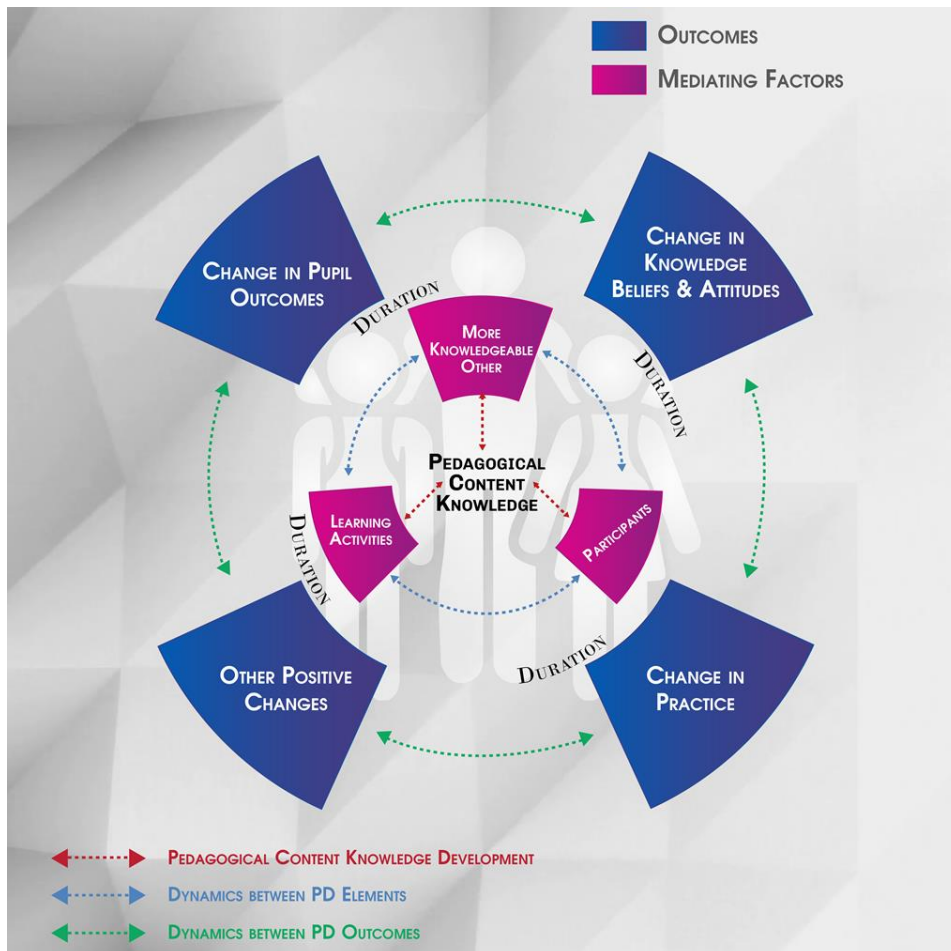 Outcomes
Mediating Factors
Change in Pupil
Outcomes
Change in
Knowledge
Beliefs & Attitudes
Duration
More
Knowledgeable
Other
Duration
Pedagogical
Content
Knowledge
Learning
Activities
Participants
Duration
Duration
Other Positive
Changes
Change in
Practice
Pedagogical Content Knowledge Development
Dynamics between PD Elements
Dynamics between PD Outcomes